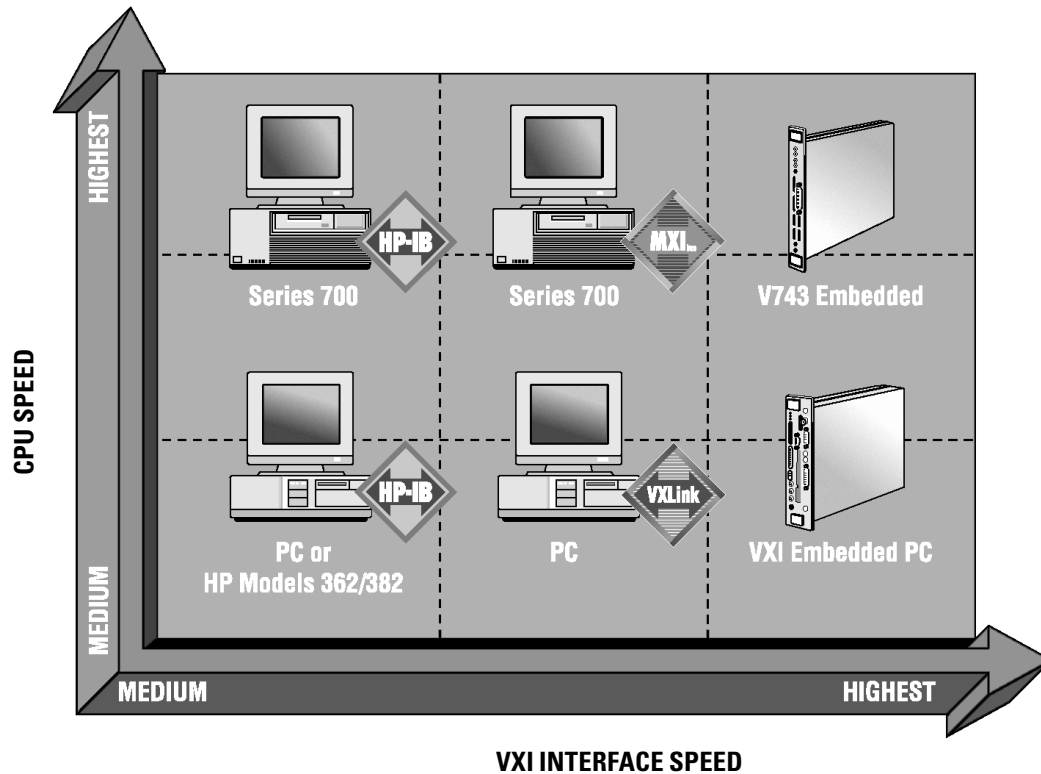 CPU SPEED
HIGHEST
MEDIUM
HP-IB
MXIbus
Series 700
Series 700
V743 Embedded
HP-IB
VXLink
PC or
HP Models 362/382
PC
VXI Embedded PC
MEDIUM
HIGHEST
VXI INTERFACE SPEED